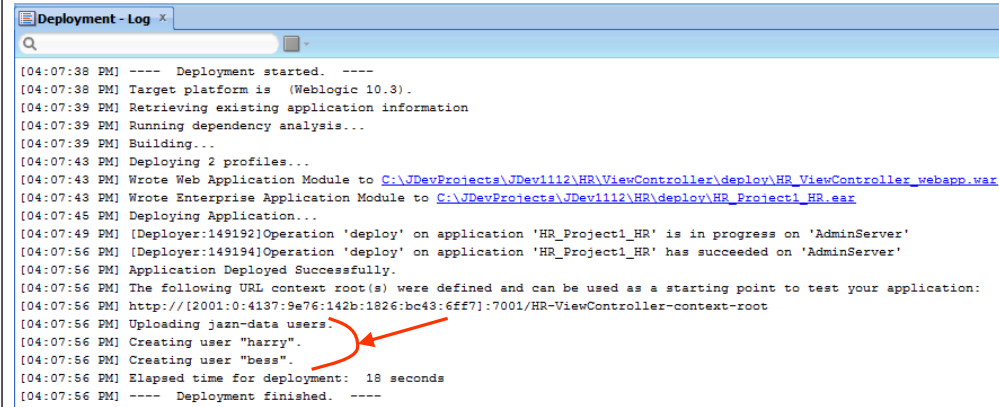 Deployment - Log x
[04:07:38 PM] ----  Deployment started.  ----
[04:07:38 PM] Target platform is  (Weblogic 10.3).
[04:07:39 PM] Retrieving existing application information
[04:07:39 PM] Running dependency analysis...
[04:07:39 PM] Building...
[04:07:43 PM] Deploying 2 profiles...
[04:07:43 PM] Wrote Web Application Module to C:\JDevProjects\JDev1112\HR\ViewController\deploy\HR_ViewController_webapp.war
[04:07:43 PM] Wrote Enterprise Application Module to C:\JDevProjects\JDev1112\HR\deploy\HR_Project1_HR.ear
[04:07:45 PM] Deploying Application...
[04:07:49 PM] [Deployer:149192]Operation 'deploy' on application 'HR_Project1_HR' is in progress on 'AdminServer'
[04:07:56 PM] [Deployer:149194]Operation 'deploy' on application 'HR_Project1_HR' has succeeded on 'AdminServer'
[04:07:56 PM] Application Deployed Successfully.
[04:07:56 PM] The following URL context root(s) were defined and can be used as a starting point to test your application:
[04:07:56 PM] http://[2001:0:4137:9e76:142b:1826:bc43:6ff7]:7001/HR-ViewController-context-root
[04:07:56 PM] Uploading jazn-data users.
[04:07:56 PM] Creating user "harry".
[04:07:56 PM] Creating user "bess".
[04:07:56 PM] Elapsed time for deployment:  18 seconds
[04:07:56 PM] ----  Deployment finished.  ----